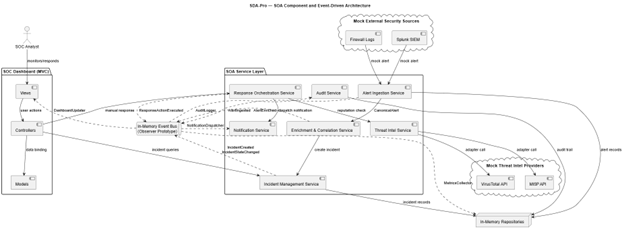 SOA-Pro — SOA Component and Event-Driven Architecture
Mock External Security Sources
Firewall Logs
Splunk SIEM
SOC Analyst
monitors/responds
mock alert
mock alert
SOC Dashboard (MVC)
SOA Service Layer
Views
Response Orchestration Service
Audit Service
Alert Ingestion Service
user actions
DashboardUpdate
manual response
ResponseActionExecuted
dispatch notification
reputation check
CanonicalAlert
Controllers
In-Memory Event Bus
(Observer Prototype)
Notification Service
Enrichment & Correlation Service
Threat Intel Service
data binding
incident queries
IncidentCreated
IncidentStateChanged
create incident
adapter call
adapter call
audit trail
alert records
Mock Threat Intel Providers
Models
Incident Management Service
VirusTotal API
MISP API
incident records
In-Memory Repositories